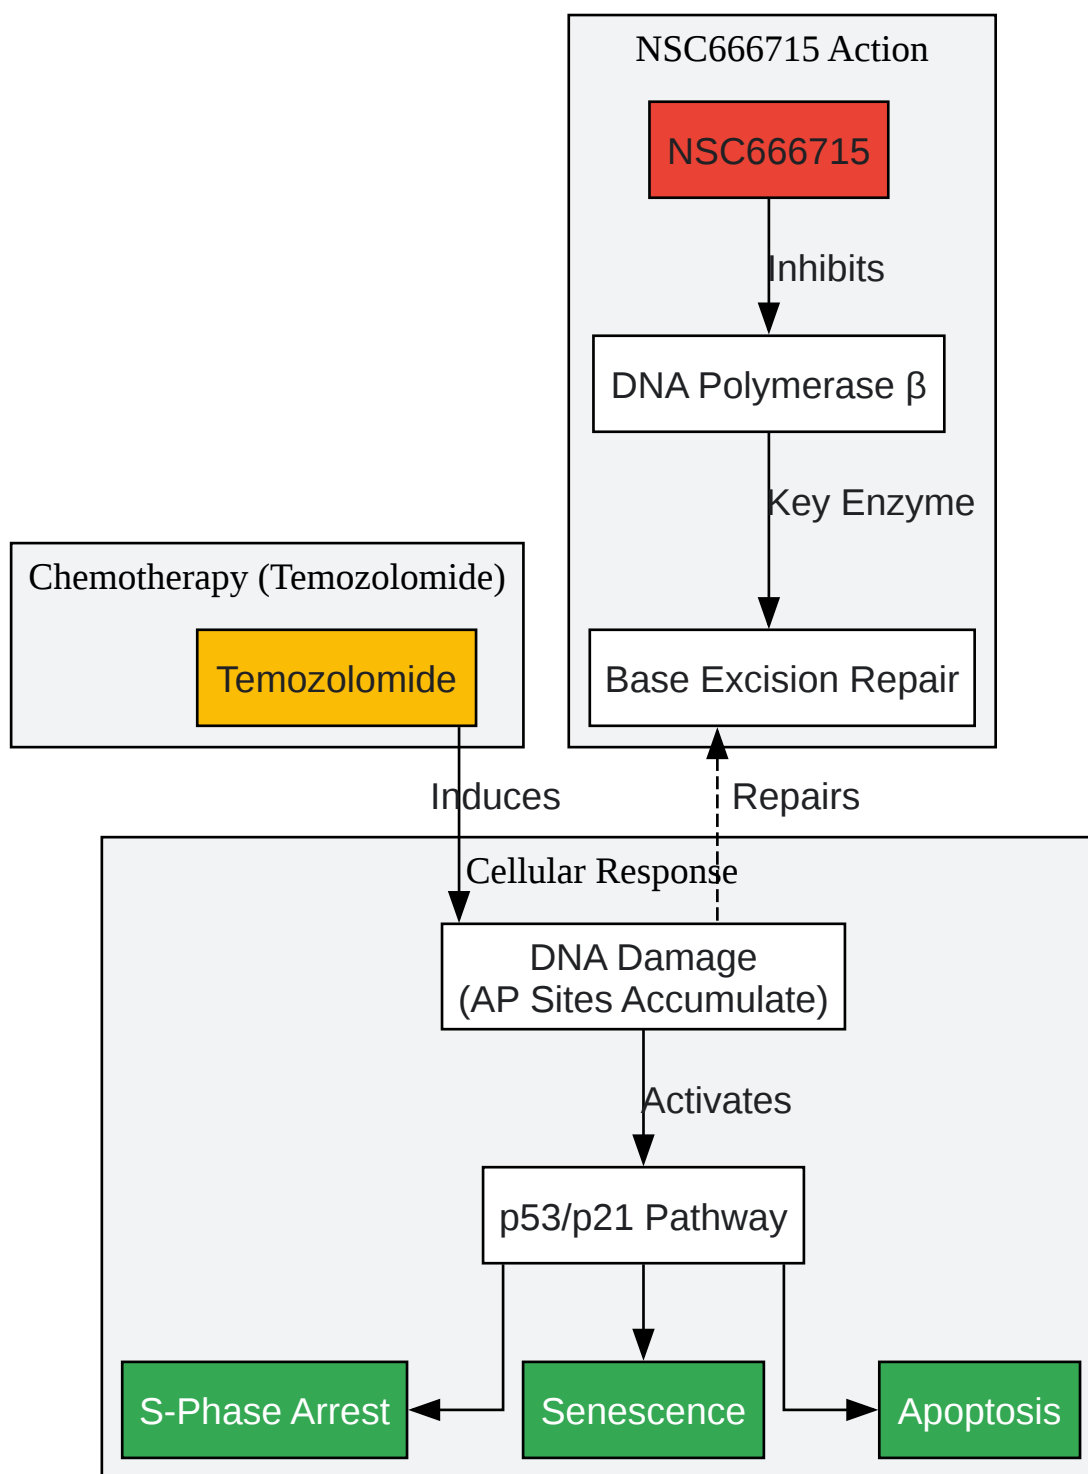 NSC666715 Action
NSC666715
Inhibits
DNA Polymerase β
Key Enzyme
Chemotherapy (Temozolomide)
Temozolomide
Base Excision Repair
Induces
Repairs
Cellular Response
DNA Damage
(AP Sites Accumulate)
Activates
p53/p21 Pathway
S-Phase Arrest
Senescence
Apoptosis